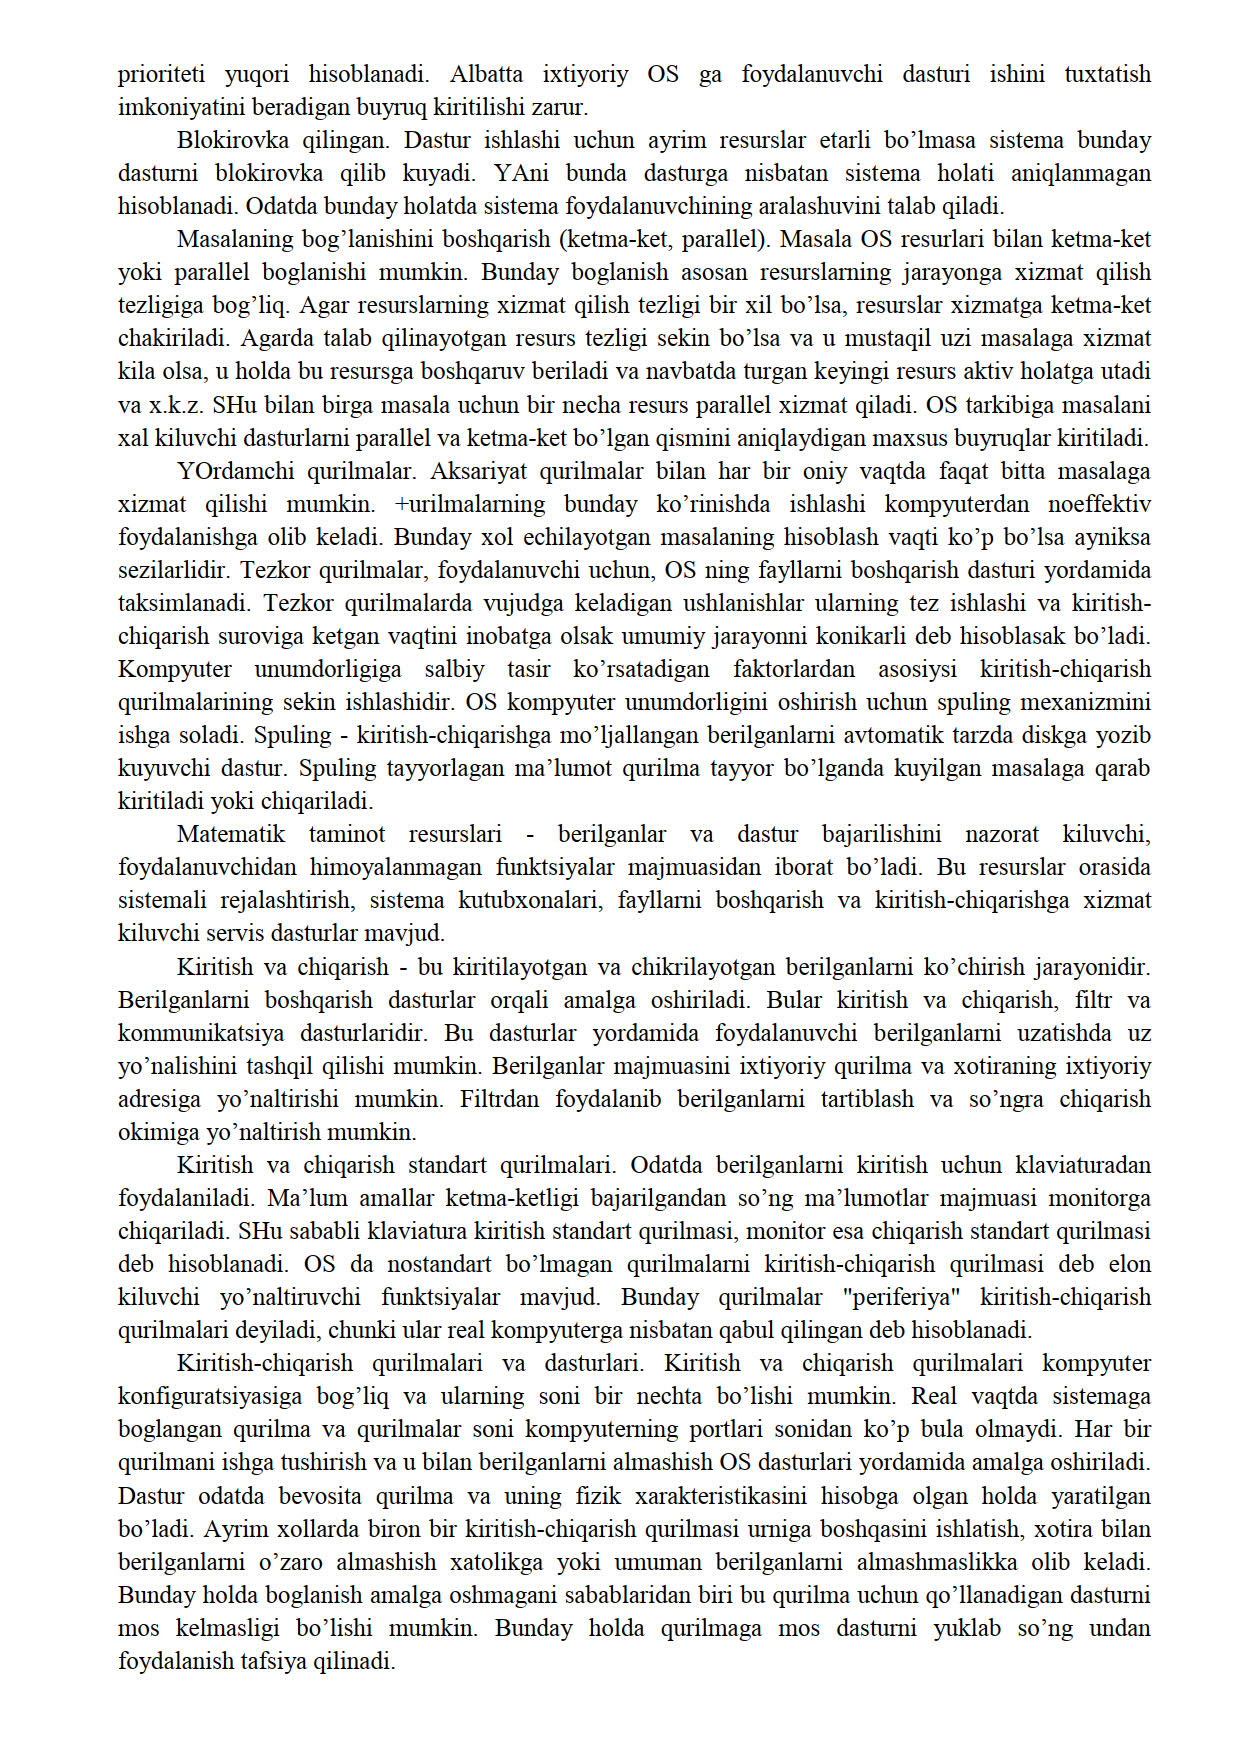 prioriteti yuqori hisoblanadi. Albatta ixtiyoriy OS ga foydalanuvchi dasturi ishini tuxtatish
imkoniyatini beradigan buyruq kiritilishi zarur.
Blokirovka qilingan. Dastur ishlashi uchun ayrim resurslar etarli bo’lmasa sistema bunday
dasturni blokirovka qilib kuyadi. YAni bunda dasturga nisbatan sistema holati aniqlanmagan
hisoblanadi. Odatda bunday holatda sistema foydalanuvchining aralashuvini talab qiladi.
Masalaning bog’lanishini boshqarish (ketma-ket, parallel). Masala OS resurlari bilan ketma-ket
yoki parallel boglanishi mumkin. Bunday boglanish asosan resurslarning jarayonga xizmat qilish
tezligiga bog’liq. Agar resurslarning xizmat qilish tezligi bir xil bo’lsa, resurslar xizmatga ketma-ket
chakiriladi. Agarda talab qilinayotgan resurs tezligi sekin bo’lsa va u mustaqil uzi masalaga xizmat
kila olsa, u holda bu resursga boshqaruv beriladi va navbatda turgan keyingi resurs aktiv holatga utadi
va x.k.z. SHu bilan birga masala uchun bir necha resurs parallel xizmat qiladi. OS tarkibiga masalani
xal kiluvchi dasturlarni parallel va ketma-ket bo’lgan qismini aniqlaydigan maxsus buyruqlar kiritiladi.
YOrdamchi qurilmalar. Aksariyat qurilmalar bilan har bir oniy vaqtda faqat bitta masalaga
xizmat qilishi mumkin. +urilmalarning bunday ko’rinishda ishlashi kompyuterdan noeffektiv
foydalanishga olib keladi. Bunday xol echilayotgan masalaning hisoblash vaqti ko’p bo’lsa ayniksa
sezilarlidir. Tezkor qurilmalar, foydalanuvchi uchun, OS ning fayllarni boshqarish dasturi yordamida
taksimlanadi. Tezkor qurilmalarda vujudga keladigan ushlanishlar ularning tez ishlashi va kiritish-
chiqarish suroviga ketgan vaqtini inobatga olsak umumiy jarayonni konikarli deb hisoblasak bo’ladi.
Kompyuter unumdorligiga salbiy tasir ko’rsatadigan faktorlardan asosiysi kiritish-chiqarish
qurilmalarining sekin ishlashidir. OS kompyuter unumdorligini oshirish uchun spuling mexanizmini
ishga soladi. Spuling - kiritish-chiqarishga mo’ljallangan berilganlarni avtomatik tarzda diskga yozib
kuyuvchi dastur. Spuling tayyorlagan ma’lumot qurilma tayyor bo’lganda kuyilgan masalaga qarab
kiritiladi yoki chiqariladi.
Matematik taminot resurslari - berilganlar va dastur bajarilishini nazorat kiluvchi,
foydalanuvchidan himoyalanmagan funktsiyalar majmuasidan iborat bo’ladi. Bu resurslar orasida
sistemali rejalashtirish, sistema kutubxonalari, fayllarni boshqarish va kiritish-chiqarishga xizmat
kiluvchi servis dasturlar mavjud.
Kiritish va chiqarish - bu kiritilayotgan va chikrilayotgan berilganlarni ko’chirish jarayonidir.
Berilganlarni boshqarish dasturlar orqali amalga oshiriladi. Bular kiritish va chiqarish, filtr va
kommunikatsiya dasturlaridir. Bu dasturlar yordamida foydalanuvchi berilganlarni uzatishda uz
yo’nalishini tashqil qilishi mumkin. Berilganlar majmuasini ixtiyoriy qurilma va xotiraning ixtiyoriy
adresiga yo’naltirishi mumkin. Filtrdan foydalanib berilganlarni tartiblash va so’ngra chiqarish
okimiga yo’naltirish mumkin.
Kiritish va chiqarish standart qurilmalari. Odatda berilganlarni kiritish uchun klaviaturadan
foydalaniladi. Ma’lum amallar ketma-ketligi bajarilgandan so’ng ma’lumotlar majmuasi monitorga
chiqariladi. SHu sababli klaviatura kiritish standart qurilmasi, monitor esa chiqarish standart qurilmasi
deb hisoblanadi. OS da nostandart bo’lmagan qurilmalarni kiritish-chiqarish qurilmasi deb elon
kiluvchi yo’naltiruvchi funktsiyalar mavjud. Bunday qurilmalar "periferiya" kiritish-chiqarish
qurilmalari deyiladi, chunki ular real kompyuterga nisbatan qabul qilingan deb hisoblanadi.
Kiritish-chiqarish qurilmalari va dasturlari. Kiritish va chiqarish qurilmalari kompyuter
konfiguratsiyasiga bog’liq va ularning soni bir nechta bo’lishi mumkin. Real vaqtda sistemaga
boglangan qurilma va qurilmalar soni kompyuterning portlari sonidan ko’p bula olmaydi. Har bir
qurilmani ishga tushirish va u bilan berilganlarni almashish OS dasturlari yordamida amalga oshiriladi.
Dastur odatda bevosita qurilma va uning fizik xarakteristikasini hisobga olgan holda yaratilgan
bo’ladi. Ayrim xollarda biron bir kiritish-chiqarish qurilmasi urniga boshqasini ishlatish, xotira bilan
berilganlarni o’zaro almashish xatolikga yoki umuman berilganlarni almashmaslikka olib keladi.
Bunday holda boglanish amalga oshmagani sabablaridan biri bu qurilma uchun qo’llanadigan dasturni
mos kelmasligi bo’lishi mumkin. Bunday holda qurilmaga mos dasturni yuklab so’ng undan
foydalanish tafsiya qilinadi.